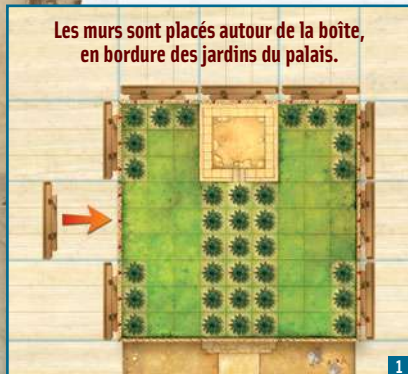 Les murs sont placés autour de la boîte,
en bordure des jardins du palais.
1